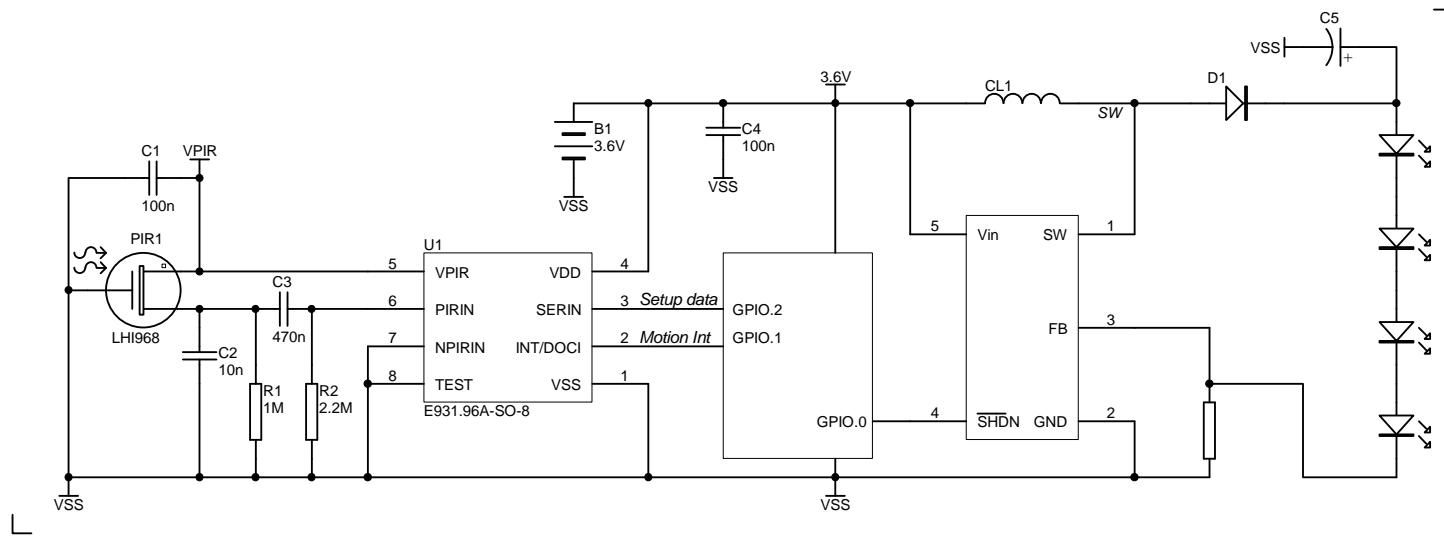 C5
VSS
+
3.6V
CL1
D1
SW
B1
3.6V
C4
100n
VSS
VSS
C1
VPIR
100n
PIR1
LHI968
C2
10n
C3
470n
R1
1M
R2
2.2M
U1
5 VPIR VDD 4
6 PIRIN SERIN 3 Setup data GPIO.2
7 NPIRIN INT/DOCI 2 Motion Int GPIO.1
8 TEST VSS 1
E931.96A-SO-8
GPIO.0
5 Vin SW 1
FB 3
4 SHDN GND 2
VSS
VSS